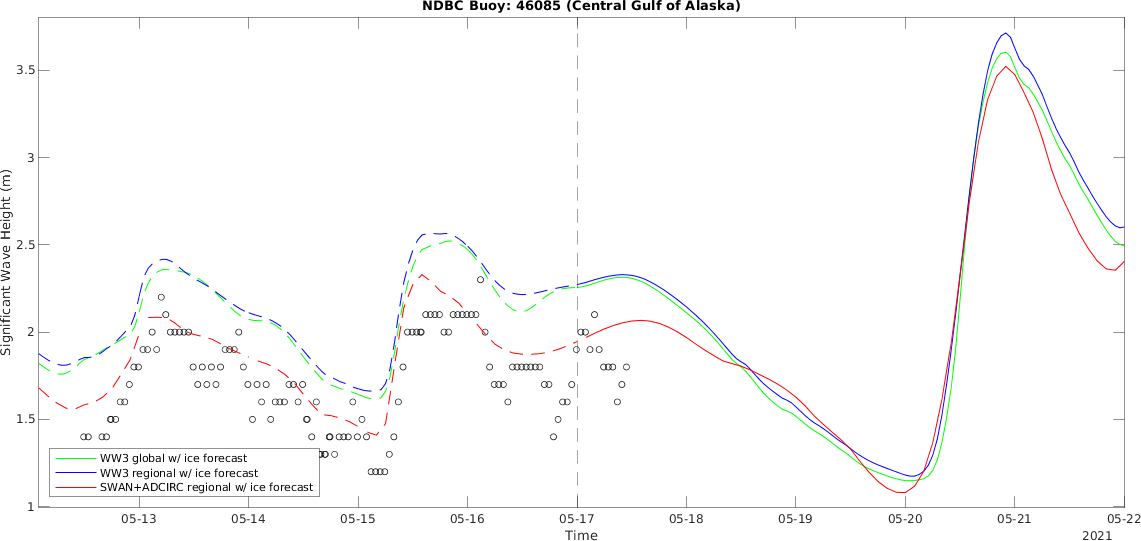 NDBC Buoy: 46085 (Central Gulf of Alaska)
Significant Wave Height (m)
3.5
3
2.5
2
1.5
1
WW3 global w/ ice forecast
WW3 regional w/ ice forecast
SWAN+ADCIRC regional w/ ice forecast
05-13 05-14 05-15 05-16 05-17 05-18 05-19 05-20 05-21 05-22
Time
2021